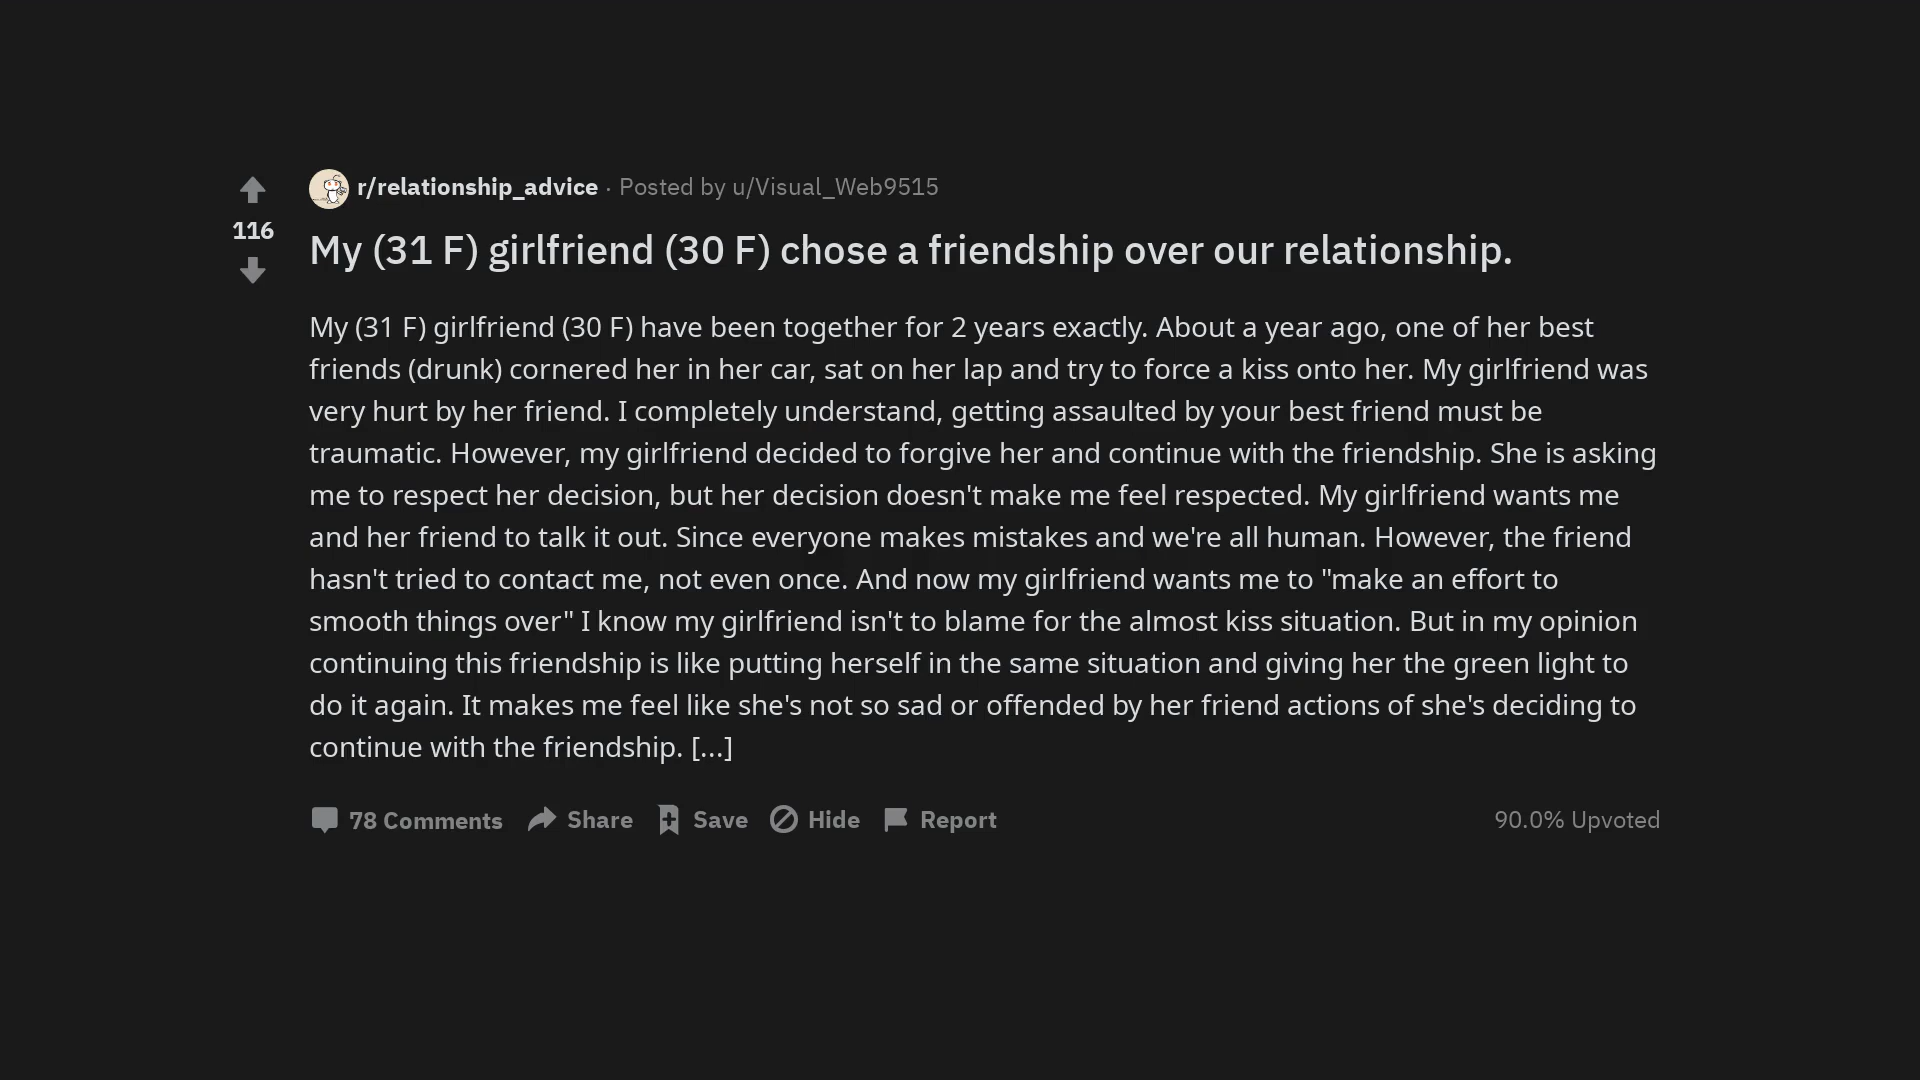 r/relationship_advice · Posted by u/Visual_Web9515
116
My (31 F) girlfriend (30 F) chose a friendship over our relationship.
My (31 F) girlfriend (30 F) have been together for 2 years exactly. About a year ago, one of her best
friends (drunk) cornered her in her car, sat on her lap and try to force a kiss onto her. My girlfriend was
very hurt by her friend. I completely understand, getting assaulted by your best friend must be
traumatic. However, my girlfriend decided to forgive her and continue with the friendship. She is asking
me to respect her decision, but her decision doesn't make me feel respected. My girlfriend wants me
and her friend to talk it out. Since everyone makes mistakes and we're all human. However, the friend
hasn't tried to contact me, not even once. And now my girlfriend wants me to "make an effort to
smooth things over" I know my girlfriend isn't to blame for the almost kiss situation. But in my opinion
continuing this friendship is like putting herself in the same situation and giving her the green light to
do it again. It makes me feel like she's not so sad or offended by her friend actions of she's deciding to
continue with the friendship. [...]
78 Comments Share Save Hide Report 90.0% Upvoted